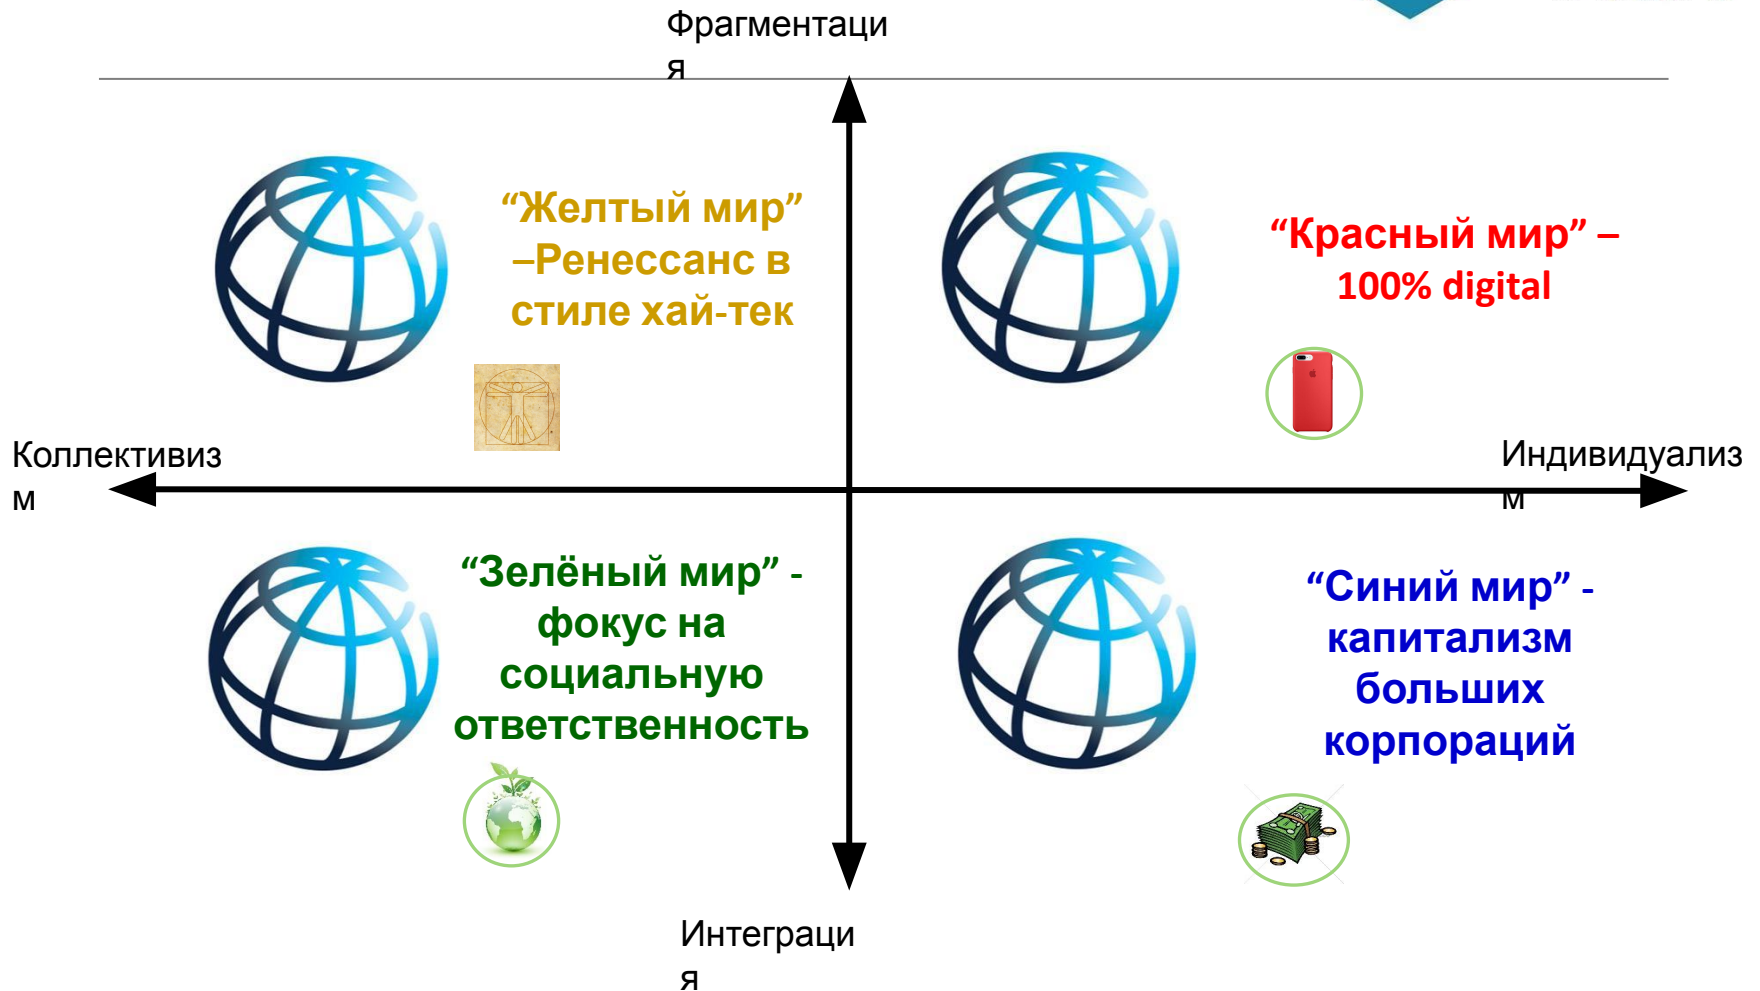 Фрагментаци
я
“Желтый мир”
–Ренессанс в
стиле хай-тек
“Красный мир” –
100% digital
Коллективиз
м
Индивидуализ
м
“Зелёный мир” -
фокус на
социальную
ответственность
“Синий мир” -
капитализм
больших
корпораций
Интеграци
я